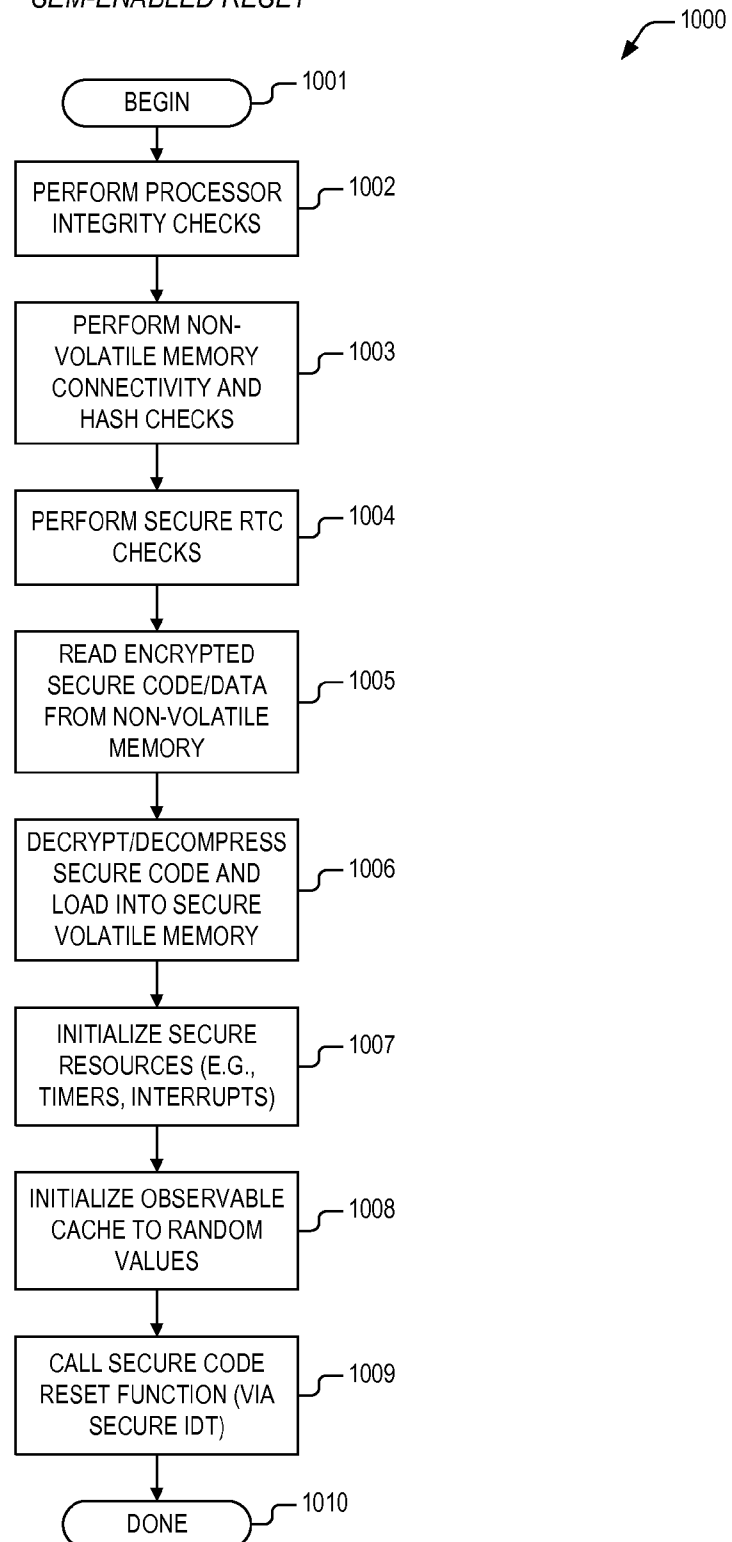 SEM-ENABLED RESET
1000
BEGIN
1001
PERFORM PROCESSOR
INTEGRITY CHECKS
1002
PERFORM NON-
VOLATILE MEMORY
CONNECTIVITY AND
HASH CHECKS
1003
PERFORM SECURE RTC
CHECKS
1004
READ ENCRYPTED
SECURE CODE/DATA
FROM NON-VOLATILE
MEMORY
1005
DECRYPT/DECOMPRESS
SECURE CODE AND
LOAD INTO SECURE
VOLATILE MEMORY
1006
INITIALIZE SECURE
RESOURCES (E.G.,
TIMERS, INTERRUPTS)
1007
INITIALIZE OBSERVABLE
CACHE TO RANDOM
VALUES
1008
CALL SECURE CODE
RESET FUNCTION (VIA
SECURE IDT)
1009
DONE
1010